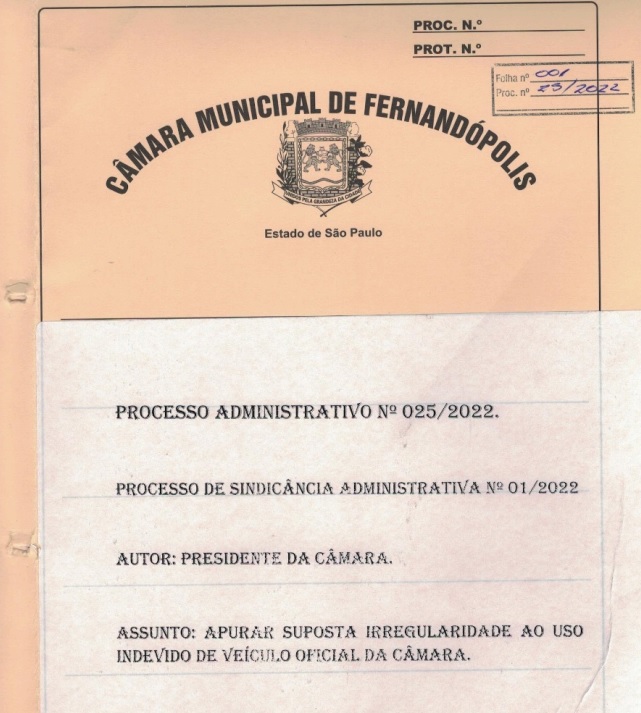 PROC. N.º
PROT. N.º
Folha nº 001
Proc. nº 25/2022
CÂMARA MUNICIPAL DE FERNANDÓPOLIS
Estado de São Paulo
PROCESSO ADMINISTRATIVO Nº 025/2022.
PROCESSO DE SINDICÂNCIA ADMINISTRATIVA Nº 01/2022
AUTOR: PRESIDENTE DA CÂMARA.
ASSUNTO: APURAR SUPOSTA IRREGULARIDADE AO USO
INDEVIDO DE VEÍCULO OFICIAL DA CÂMARA.